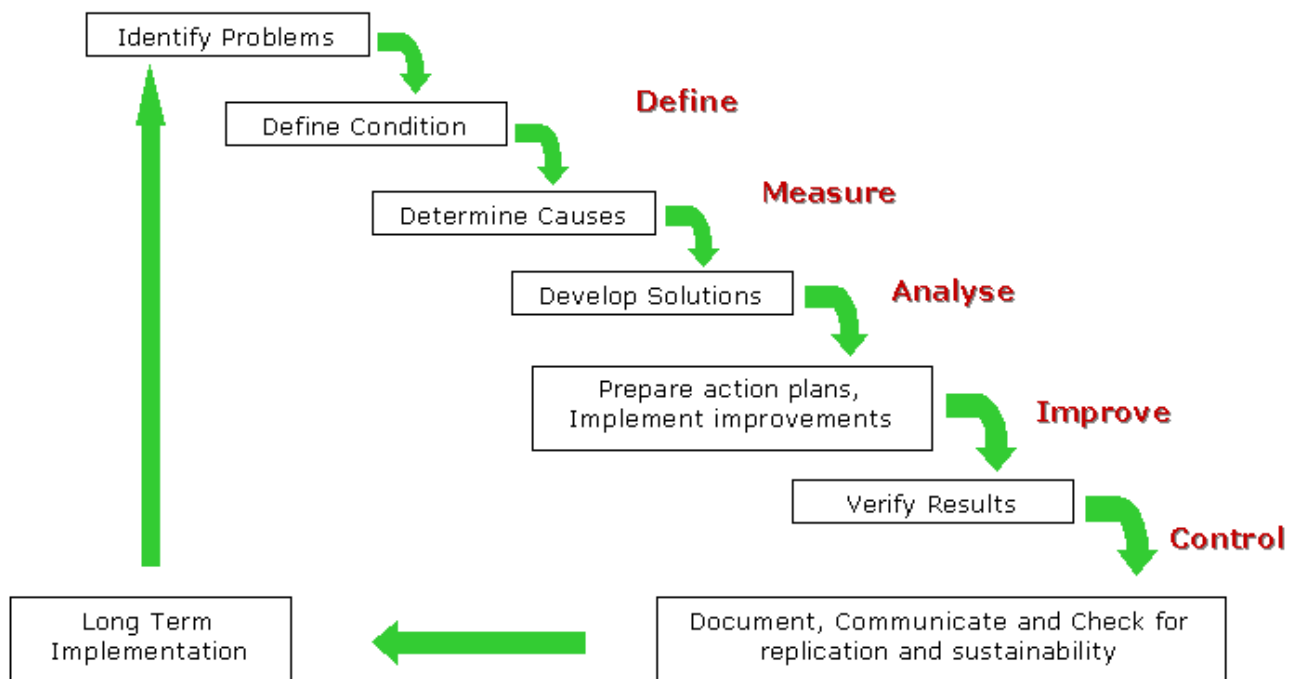 Identify Problems
Define Condition
Define
Measure
Determine Causes
Develop Solutions
Analyse
Prepare action plans,
Implement improvements
Improve
Verify Results
Control
Long Term
Implementation
Document, Communicate and Check for
replication and sustainability